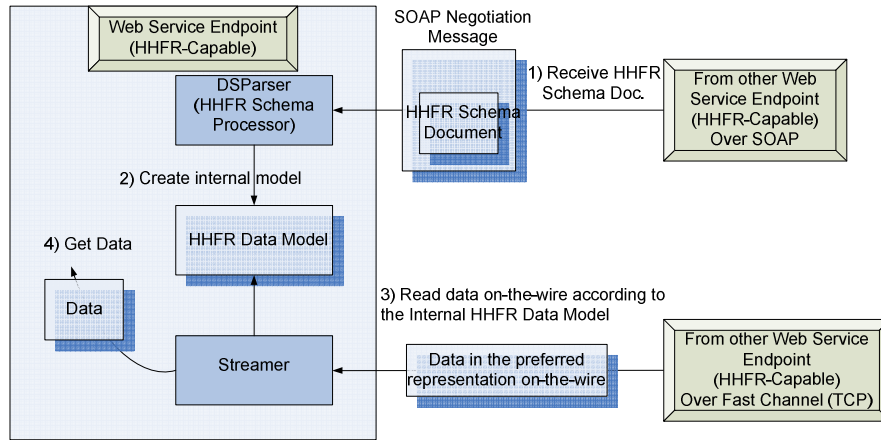 Web Service Endpoint
(HHFR-Capable)
SOAP Negotiation
Message
DSParser
(HHFR Schema
Processor)
HHFR Schema
Document
1) Receive HHFR
Schema Doc.
From other Web
Service Endpoint
(HHFR-Capable)
Over SOAP
2) Create internal model
HHFR Data Model
4) Get Data
Data
3) Read data on-the-wire according to
the Internal HHFR Data Model
Streamer
Data in the preferred
representation on-the-wire
From other Web Service
Endpoint
(HHFR-Capable)
Over Fast Channel (TCP)